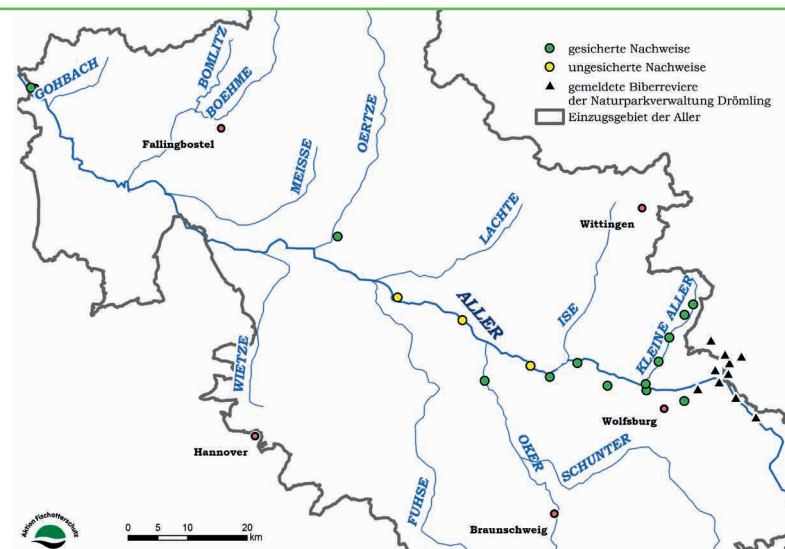 gesicherte Nachweise
ungesicherte Nachweise
gemeldete Biberreviere
der Naturparkverwaltung Drömling
Einzugsgebiet der Aller
GOHBACH
BOMLITZ
BOEHME
Fallingbostel
MEISSE
OERTZE
LACHTE
Wittingen
ALLER
ISE
KLEINE ALLER
WIETZE
Wolfsburg
Hannover
FUHSE
OKER
SCHUNTER
Braunschweig
Aktion Fischotterschutz
0 5 10 20
km